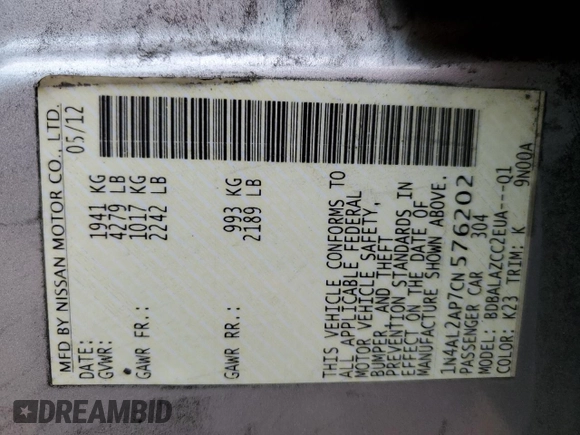 MFD BY NISSAN MOTOR CO., LTD.
DATE: 05/12
GVWR: 1941 KG
4279 LB
GAWR FR.: 1017 KG
2242 LB
GAWR RR.: 993 KG
2189 LB
THIS VEHICLE CONFORMS TO
ALL APPLICABLE FEDERAL
MOTOR VEHICLE SAFETY,
BUMPER, AND THEFT
PREVENTION STANDARDS IN
EFFECT ON THE DATE OF
MANUFACTURE SHOWN ABOVE.
1N4AL2AP7CN576202
PASSENGER CAR 304
MODEL: BDBALAZCC2EUA---01
COLOR: K23 TRIM: K 9N00A
DREAMBID